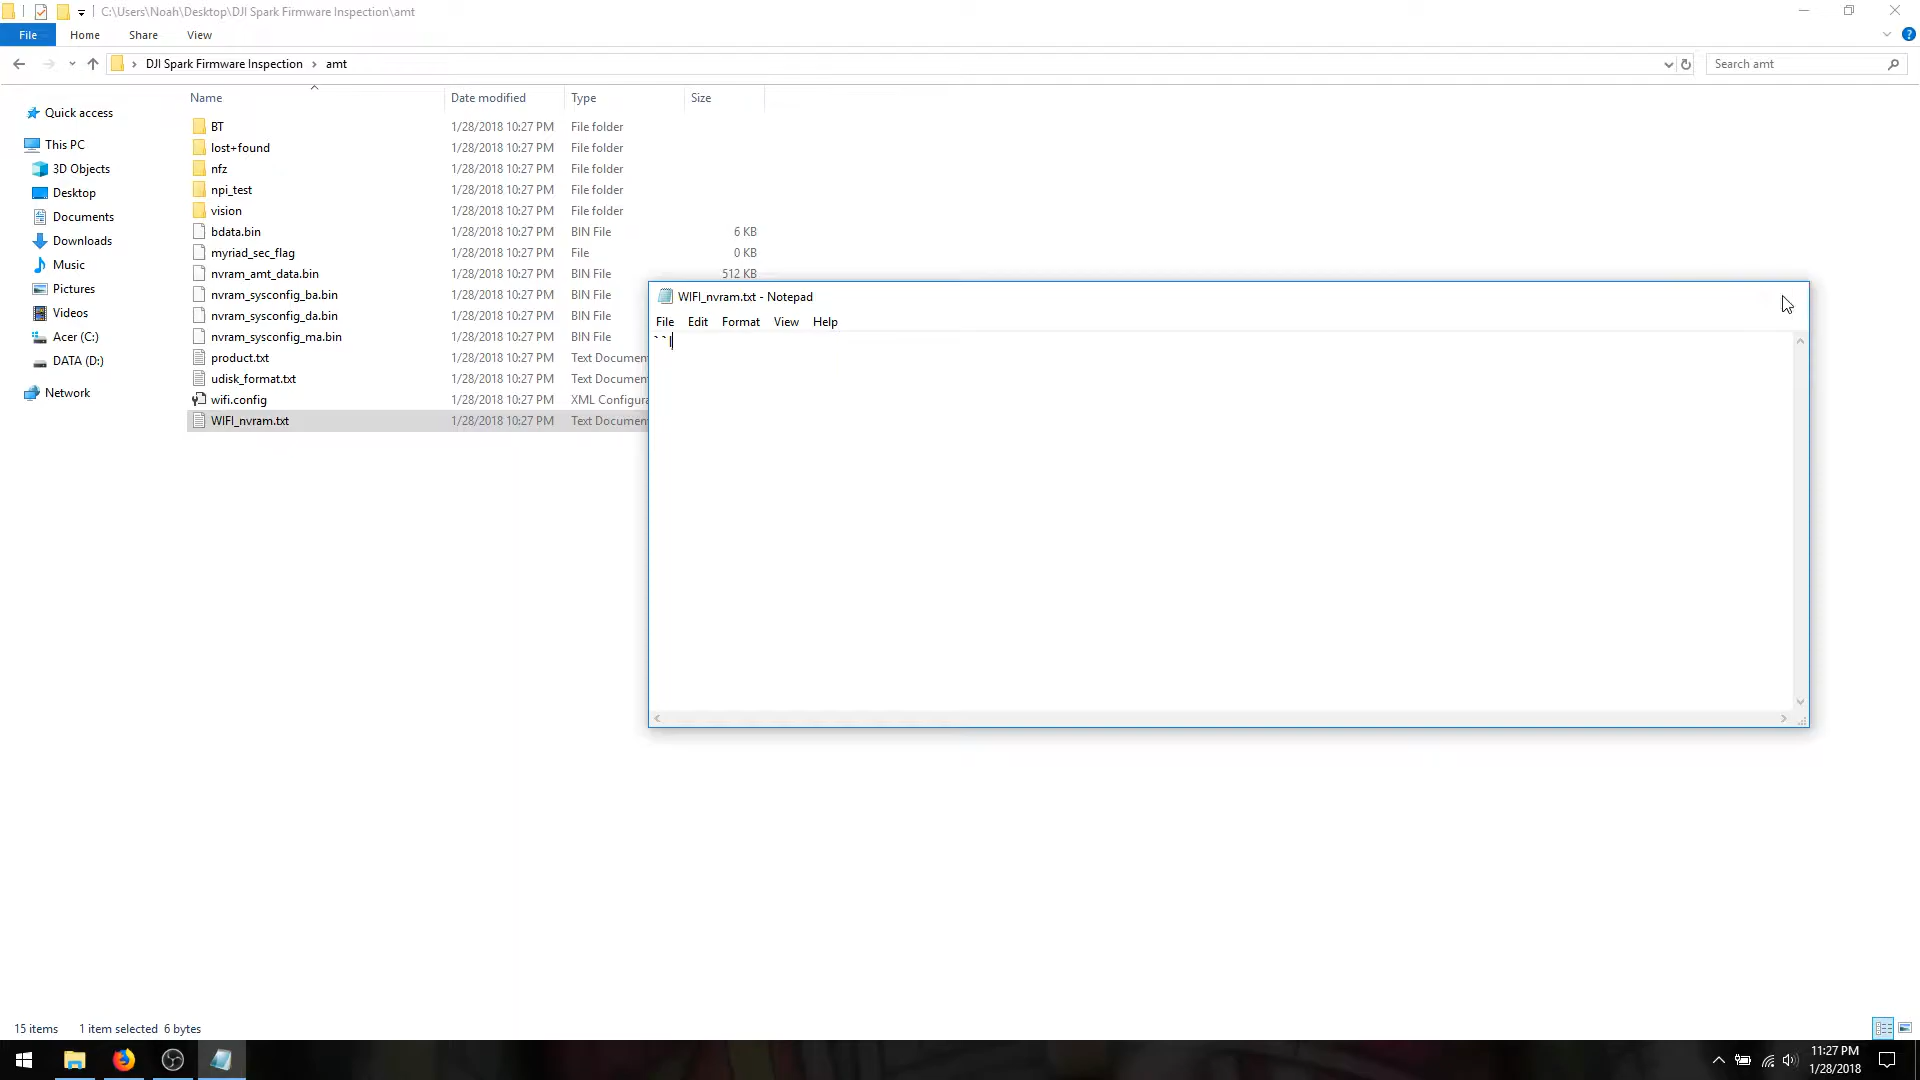 C:\Users\Noah\Desktop\DJI Spark Firmware Inspection\amt
File Home Share View
DJI Spark Firmware Inspection > amt
Search amt
Name Date modified Type Size
Quick access
This PC
3D Objects
Desktop
Documents
Downloads
Music
Pictures
Videos
Acer (C:)
DATA (D:)
Network
BT 1/28/2018 10:27 PM File folder
lost+found 1/28/2018 10:27 PM File folder
nfz 1/28/2018 10:27 PM File folder
npi_test 1/28/2018 10:27 PM File folder
vision 1/28/2018 10:27 PM File folder
bdata.bin 1/28/2018 10:27 PM BIN File 6 KB
myriad_sec_flag 1/28/2018 10:27 PM File 0 KB
nvram_amt_data.bin 1/28/2018 10:27 PM BIN File 512 KB
nvram_sysconfig_ba.bin 1/28/2018 10:27 PM BIN File
nvram_sysconfig_da.bin 1/28/2018 10:27 PM BIN File
nvram_sysconfig_ma.bin 1/28/2018 10:27 PM BIN File
product.txt 1/28/2018 10:27 PM Text Documen
udisk_format.txt 1/28/2018 10:27 PM Text Documen
wifi.config 1/28/2018 10:27 PM XML Configura
WIFI_nvram.txt 1/28/2018 10:27 PM Text Documen
WIFI_nvram.txt - Notepad
File Edit Format View Help
15 items 1 item selected 6 bytes
11:27 PM
1/28/2018